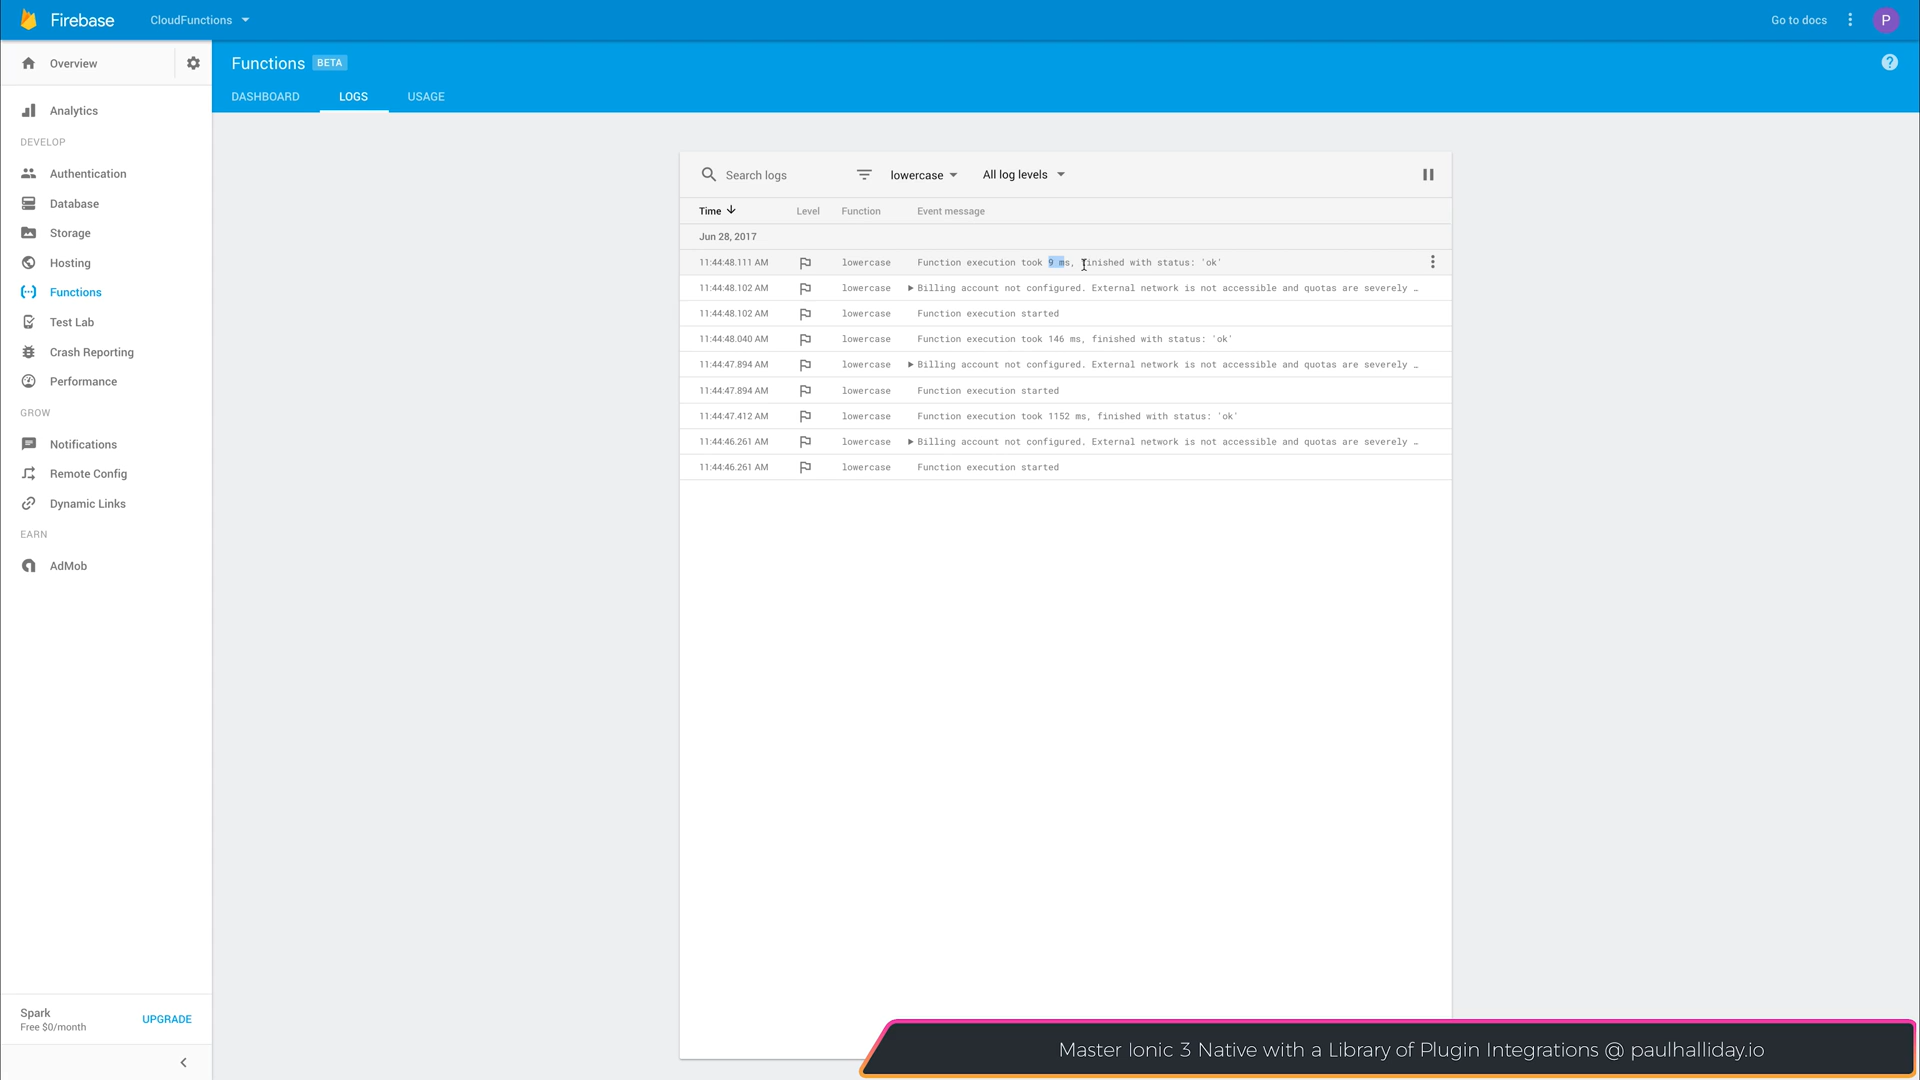 Firebase CloudFunctions Go to docs P
Overview
Functions BETA
DASHBOARD LOGS USAGE
Analytics
DEVELOP
Authentication
Database
Storage
Hosting
Functions
Test Lab
Crash Reporting
Performance
GROW
Notifications
Remote Config
Dynamic Links
EARN
AdMob
Spark
Free $0/month
UPGRADE
Search logs lowercase All log levels
Time Level Function Event message
Jun 28, 2017
11:44:48.111 AM lowercase Function execution took 9 ms, finished with status: 'ok'
11:44:48.102 AM lowercase Billing account not configured. External network is not accessible and quotas are severely …
11:44:48.102 AM lowercase Function execution started
11:44:48.040 AM lowercase Function execution took 146 ms, finished with status: 'ok'
11:44:47.894 AM lowercase Billing account not configured. External network is not accessible and quotas are severely …
11:44:47.894 AM lowercase Function execution started
11:44:47.412 AM lowercase Function execution took 1152 ms, finished with status: 'ok'
11:44:46.261 AM lowercase Billing account not configured. External network is not accessible and quotas are severely …
11:44:46.261 AM lowercase Function execution started
Master Ionic 3 Native with a Library of Plugin Integrations @ paulhalliday.io